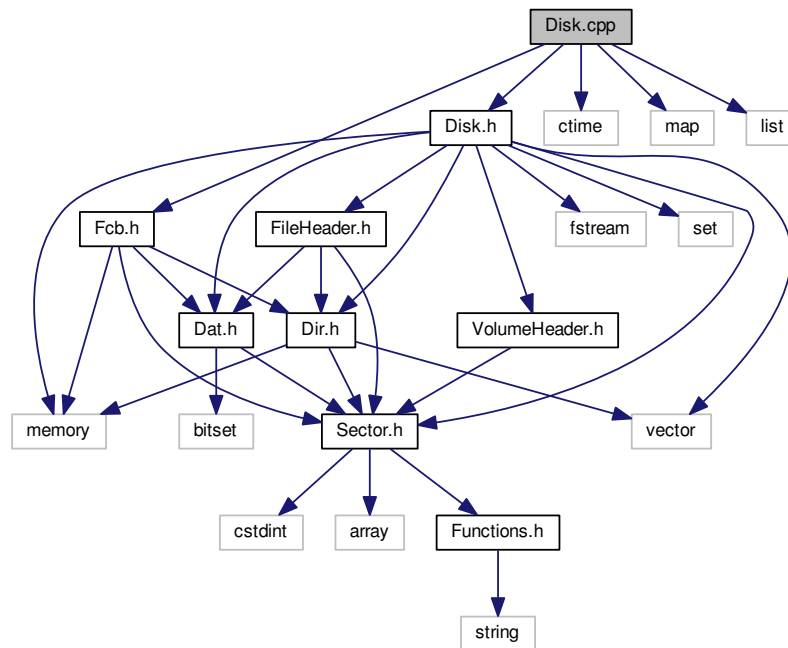 Disk.cpp
Disk.h
ctime
map
list
Fcb.h
FileHeader.h
fstream
set
Dat.h
Dir.h
VolumeHeader.h
memory
bitset
Sector.h
vector
cstdint
array
Functions.h
string